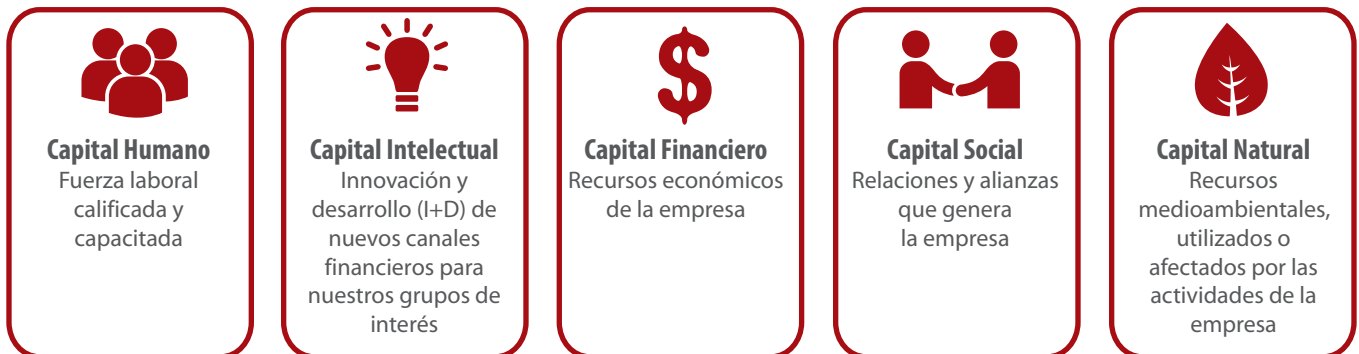 Capital Humano
Fuerza laboral
calificada y
capacitada
Capital Intelectual
Innovación y
desarrollo (I+D) de
nuevos canales
financieros para
nuestros grupos de
interés
Capital Financiero
Recursos económicos
de la empresa
Capital Social
Relaciones y alianzas
que genera
la empresa
Capital Natural
Recursos
medioambientales,
utilizados o
afectados por las
actividades de la
empresa